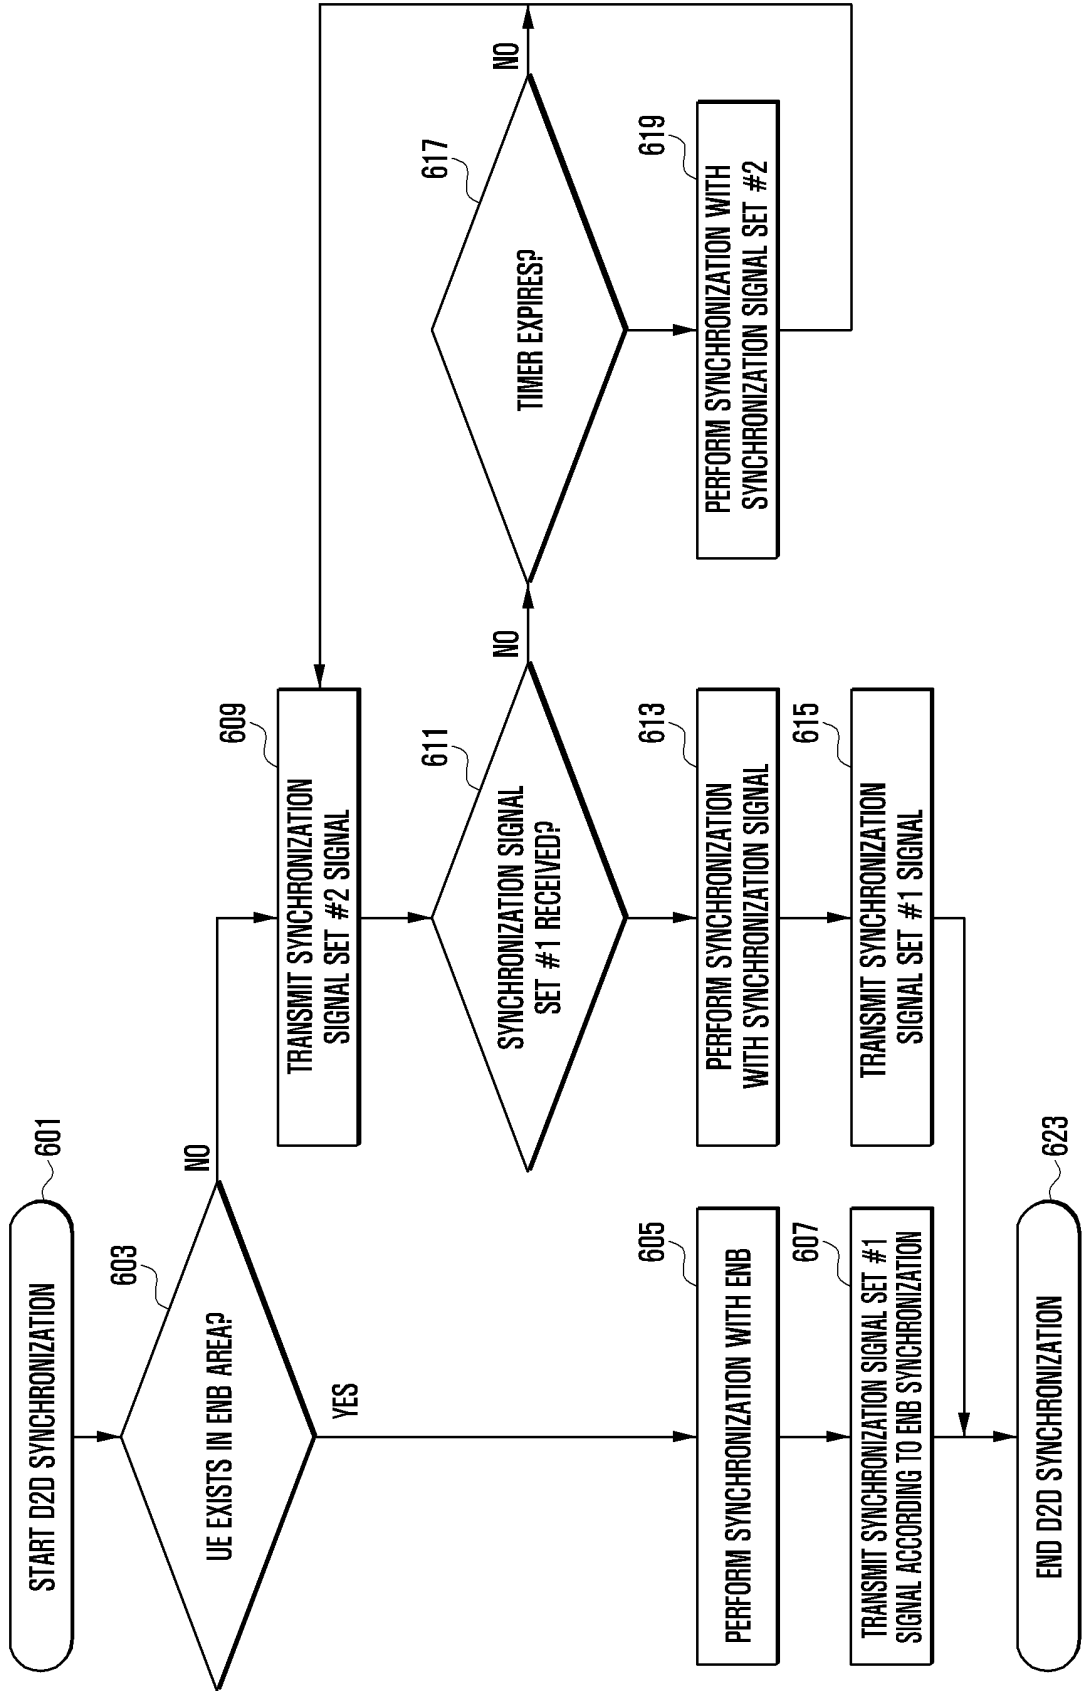 START D2D SYNCHRONIZATION
601
UE EXISTS IN ENB AREA?
603
NO
YES
PERFORM SYNCHRONIZATION WITH ENB
605
TRANSMIT SYNCHRONIZATION SIGNAL SET #1
SIGNAL ACCORDING TO ENB SYNCHRONIZATION
607
TRANSMIT SYNCHRONIZATION
SIGNAL SET #2 SIGNAL
609
SYNCHRONIZATION SIGNAL
SET #1 RECEIVED?
611
NO
PERFORM SYNCHRONIZATION
WITH SYNCHRONIZATION SIGNAL
613
TRANSMIT SYNCHRONIZATION
SIGNAL SET #1 SIGNAL
615
TIMER EXPIRES?
617
NO
PERFORM SYNCHRONIZATION WITH
SYNCHRONIZATION SIGNAL SET #2
619
END D2D SYNCHRONIZATION
623